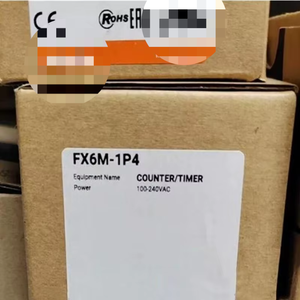 CE RoHS
FX6M-1P4
Equipment Name COUNTER/TIMER
Power 100-240VAC